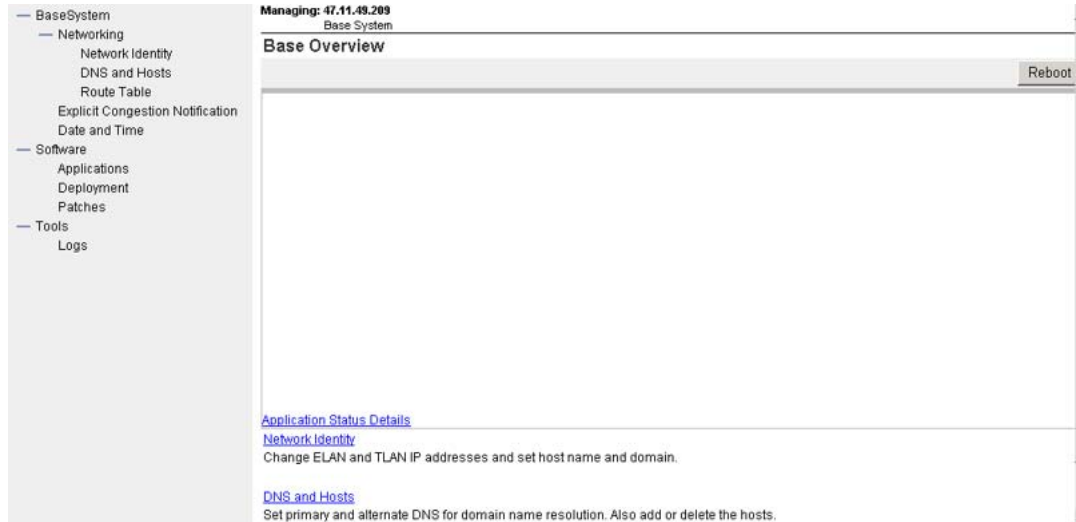 BaseSystem
Networking
Network Identity
DNS and Hosts
Route Table
Explicit Congestion Notification
Date and Time
Software
Applications
Deployment
Patches
Tools
Logs
Managing: 47.11.49.209
Base System
Base Overview
Reboot
Application Status Details
Network Identity
Change ELAN and TLAN IP addresses and set host name and domain.
DNS and Hosts
Set primary and alternate DNS for domain name resolution. Also add or delete the hosts.